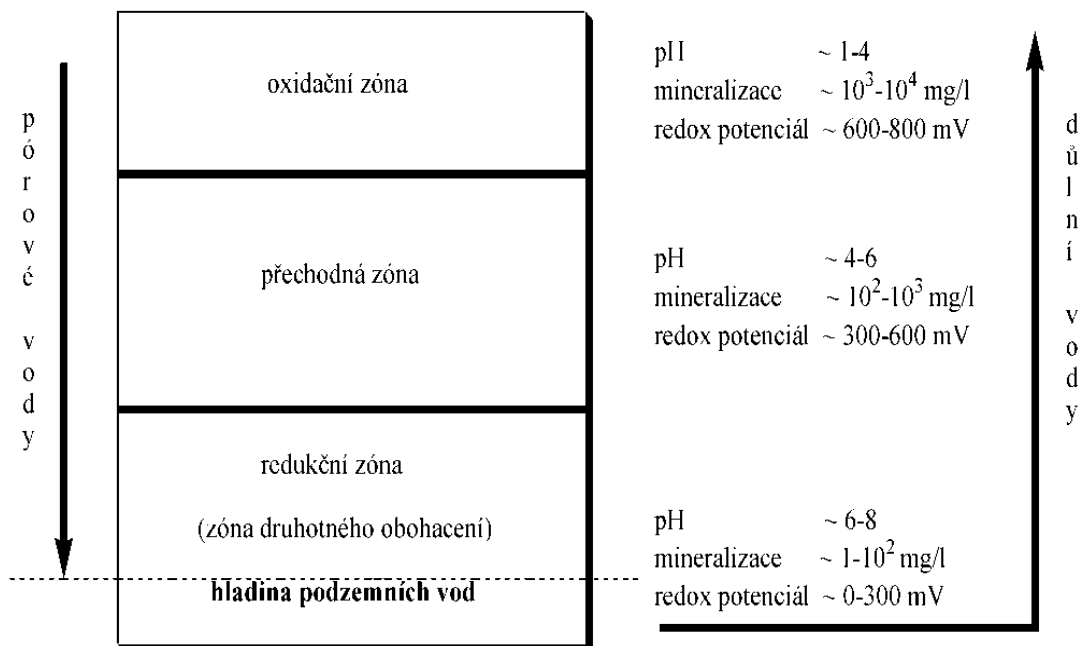 pórové vody
oxidační zóna
pH ~ 1-4
mineralizace ~ 10³-10⁴ mg/l
redox potenciál ~ 600-800 mV
přechodná zóna
pH ~ 4-6
mineralizace ~ 10²-10³ mg/l
redox potenciál ~ 300-600 mV
redukční zóna
(zóna druhotného obohacení)
hladina podzemních vod
pH ~ 6-8
mineralizace ~ 1-10² mg/l
redox potenciál ~ 0-300 mV
důlní vody